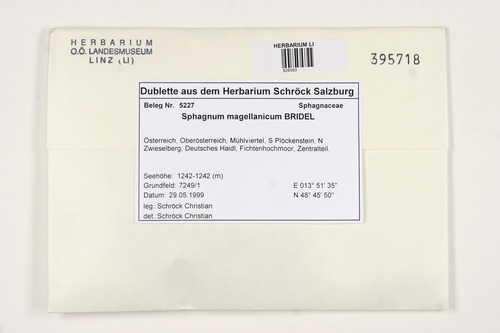 HERBARIUM
O.Ö. LANDESMUSEUM
LINZ (LI)
HERBARIUM LI
395718
Dublette aus dem Herbarium Schröck Salzburg
Beleg Nr. 5227 Sphagnaceae
Sphagnum magellanicum BRIDEL
Österreich, Oberösterreich, Mühlviertel, S Plöckenstein, N
Zwieselberg, Deutsches Haidl, Fichtenhochmoor, Zentralteil.
Seehöhe: 1242-1242 (m)
Grundfeld: 7249/1 E 013° 51' 35"
Datum: 29.05.1999 N 48° 45' 50"
leg.:Schröck Christian
det.:Schröck Christian